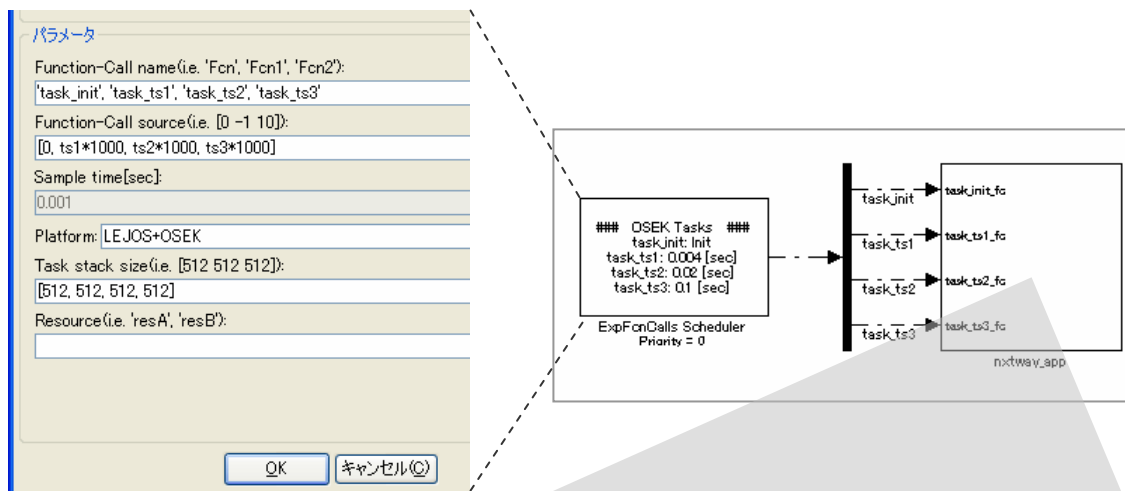 パラメータ
Function-Call name(i.e. 'Fcn', 'Fcn1', 'Fcn2'):
'task_init', 'task_ts1', 'task_ts2', 'task_ts3'
Function-Call source(i.e. [0 -1 10]):
[0, ts1*1000, ts2*1000, ts3*1000]
Sample time[sec]:
0.001
Platform: LEJOS+OSEK
Task stack size(i.e. [512 512 512]):
[512, 512, 512, 512]
Resource(i.e. 'resA', 'resB'):
OK キャンセル(C)
### OSEK Tasks ###
task_init: Init
task_ts1: 0.004 [sec]
task_ts2: 0.02 [sec]
task_ts3: 0.1 [sec]
ExpFcnCalls Scheduler
Priority = 0
task_init
task_ts1
task_ts2
task_ts3
task_init_fc
task_ts1_fc
task_ts2_fc
task_ts3_fc
nxtway_app